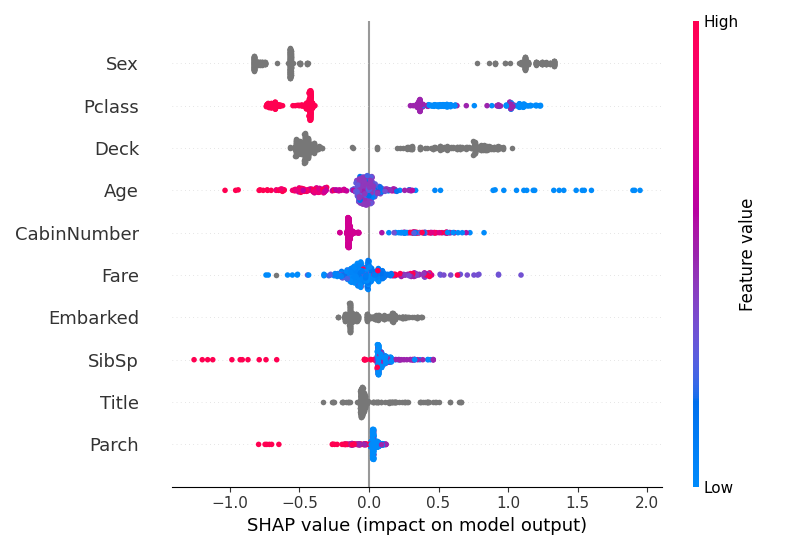 High
Sex
Pclass
Deck
Age
CabinNumber
Fare
Embarked
SibSp
Title
Parch
Feature value
Low
−1.0 −0.5 0.0 0.5 1.0 1.5 2.0
SHAP value (impact on model output)